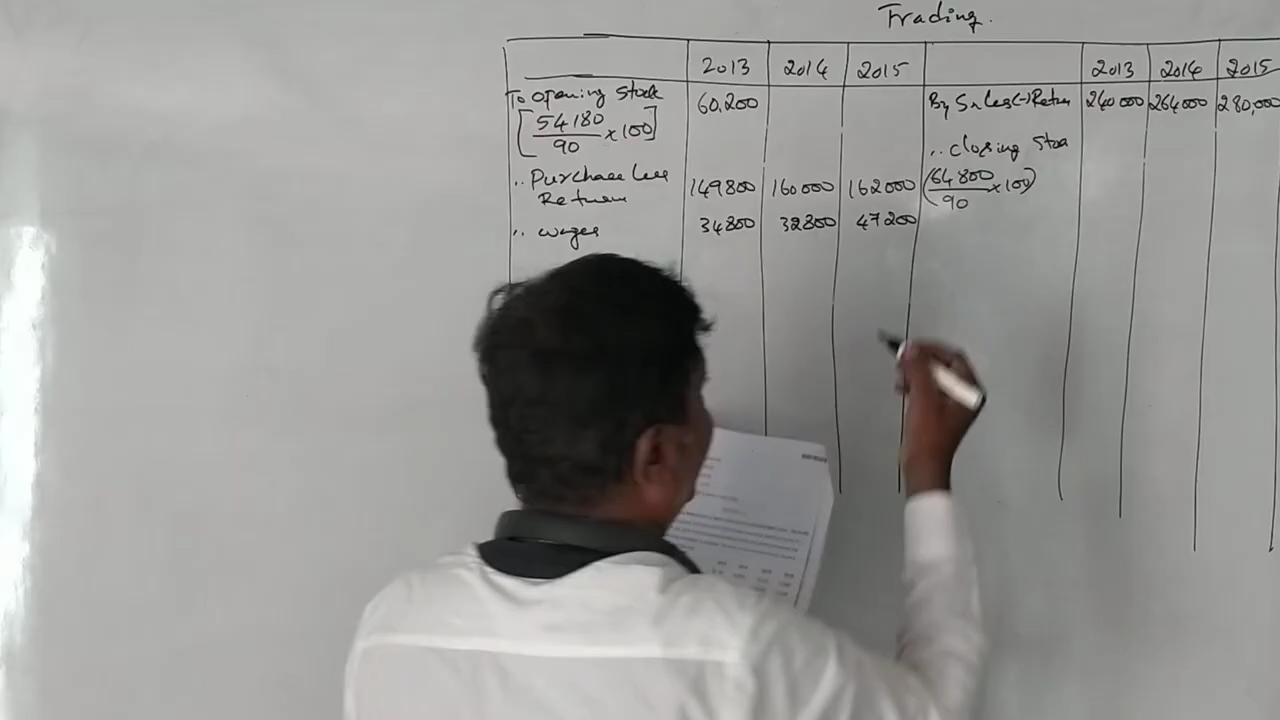 Trading.
2013 2014 2015 2013 2014 2015
To opening Stock 60,200 By Sales(-)Return 240000 264000 280,000
[54180/90 ×100] ,, closing Stoc
,, Purchase Less 149800 160000 162000 (64800/90 ×100)
Return
,, wages 34800 32800 47200